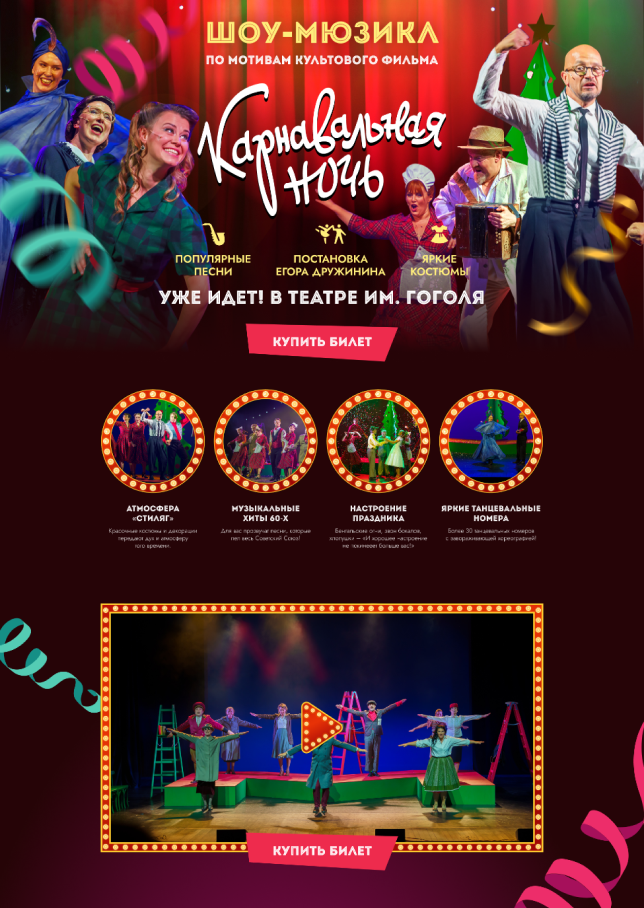 ШОУ-МЮЗИКЛ
ПО МОТИВАМ КУЛЬТОВОГО ФИЛЬМА
Карнавальная
ночь
ПОПУЛЯРНЫЕ
ПЕСНИ
ПОСТАНОВКА
ЕГОРА ДРУЖИНИНА
ЯРКИЕ
КОСТЮМЫ
УЖЕ ИДЕТ! В ТЕАТРЕ ИМ. ГОГОЛЯ
КУПИТЬ БИЛЕТ
АТМОСФЕРА
«СТИЛЯГ»
Красочные костюмы и декорации
передают дух и атмосферу
того времени.
МУЗЫКАЛЬНЫЕ
ХИТЫ 60-Х
Для вас прозвучат песни, которые
пел весь Советский Союз!
НАСТРОЕНИЕ
ПРАЗДНИКА
Бенгальские огни, звон бокалов,
хлопушки – «И хорошее настроение
не покинет больше вас!»
ЯРКИЕ ТАНЦЕВАЛЬНЫЕ
НОМЕРА
Более 30 танцевальных номеров
с завораживающей хореографией!
КУПИТЬ БИЛЕТ